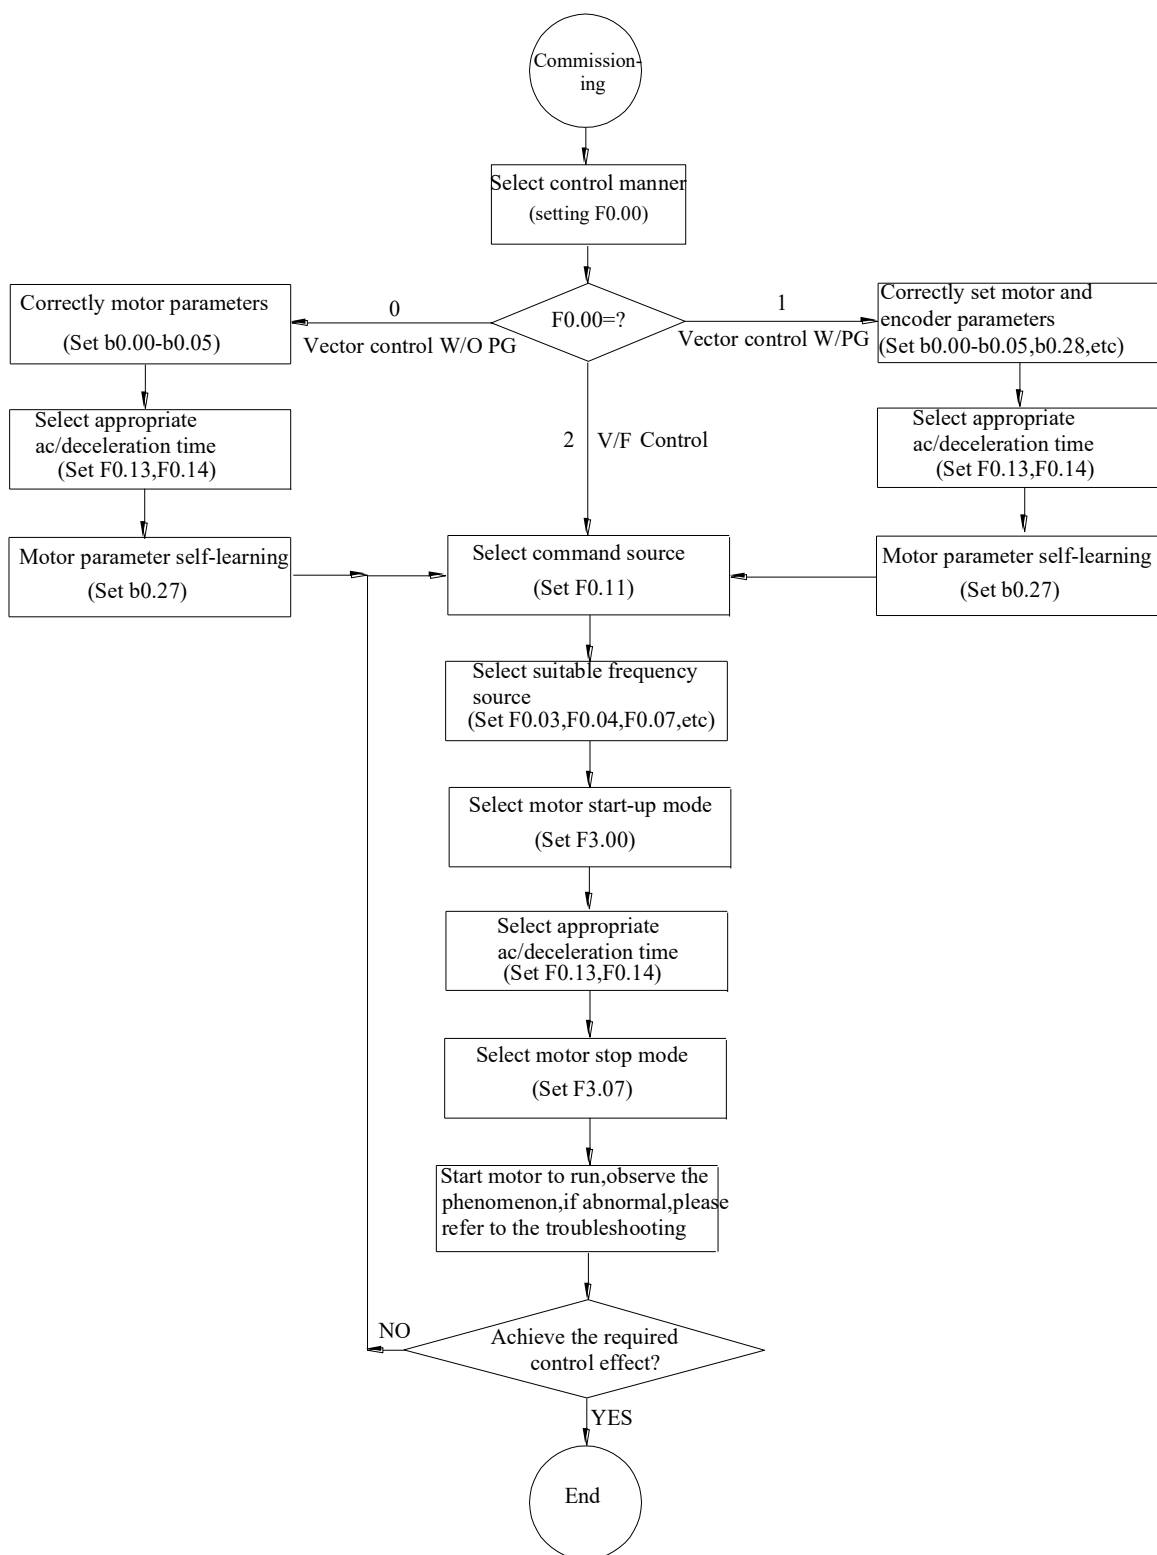 Commission-
ing
Select control manner
(setting F0.00)
F0.00=?
0
Vector control W/O PG
1
Vector control W/PG
2 V/F Control
Correctly motor parameters
(Set b0.00-b0.05)
Select appropriate
ac/deceleration time
(Set F0.13,F0.14)
Motor parameter self-learning
(Set b0.27)
Correctly set motor and
encoder parameters
(Set b0.00-b0.05,b0.28,etc)
Select appropriate
ac/deceleration time
(Set F0.13,F0.14)
Motor parameter self-learning
(Set b0.27)
Select command source
(Set F0.11)
Select suitable frequency
source
(Set F0.03,F0.04,F0.07,etc)
Select motor start-up mode
(Set F3.00)
Select appropriate
ac/deceleration time
(Set F0.13,F0.14)
Select motor stop mode
(Set F3.07)
Start motor to run,observe the
phenomenon,if abnormal,please
refer to the troubleshooting
Achieve the required
control effect?
NO
YES
End